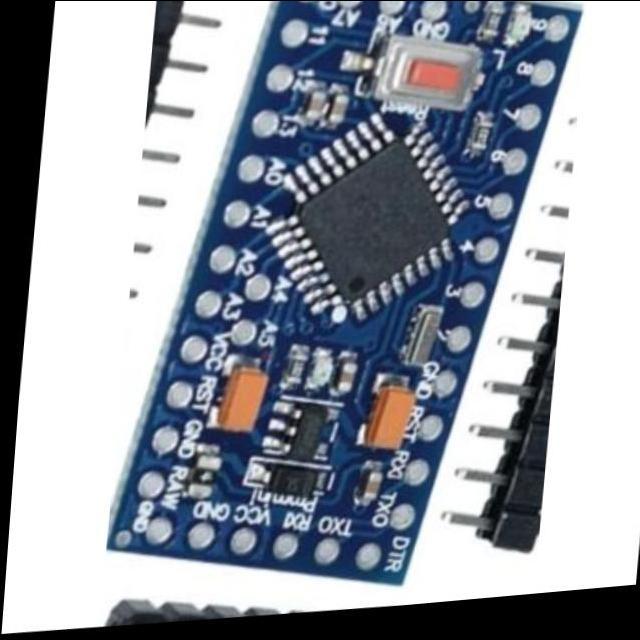 A7 A6 GND
11
12
13
A0
A1
A2
A3
A4
A5
VCC
RST
GND
RAW
L
9
8
7
6
5
4
3
2
GND
RST
RXI
TXO
Reset
Promini
GND GND VCC RXI TXO DTR